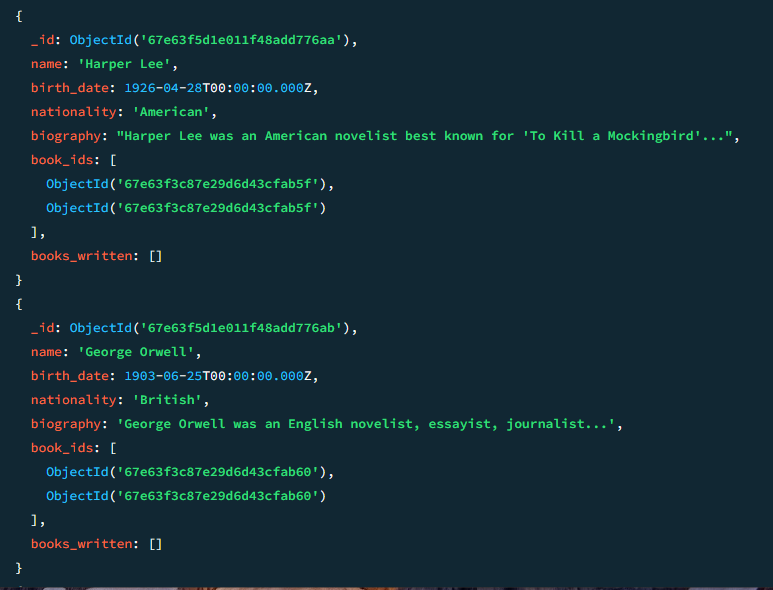 {
_id: ObjectId('67e63f5d1e011f48add776aa'),
name: 'Harper Lee',
birth_date: 1926-04-28T00:00:00.000Z,
nationality: 'American',
biography: "Harper Lee was an American novelist best known for 'To Kill a Mockingbird'...",
book_ids: [
ObjectId('67e63f3c87e29d6d43cfab5f'),
ObjectId('67e63f3c87e29d6d43cfab5f')
],
books_written: []
}
{
_id: ObjectId('67e63f5d1e011f48add776ab'),
name: 'George Orwell',
birth_date: 1903-06-25T00:00:00.000Z,
nationality: 'British',
biography: 'George Orwell was an English novelist, essayist, journalist...',
book_ids: [
ObjectId('67e63f3c87e29d6d43cfab60'),
ObjectId('67e63f3c87e29d6d43cfab60')
],
books_written: []
}